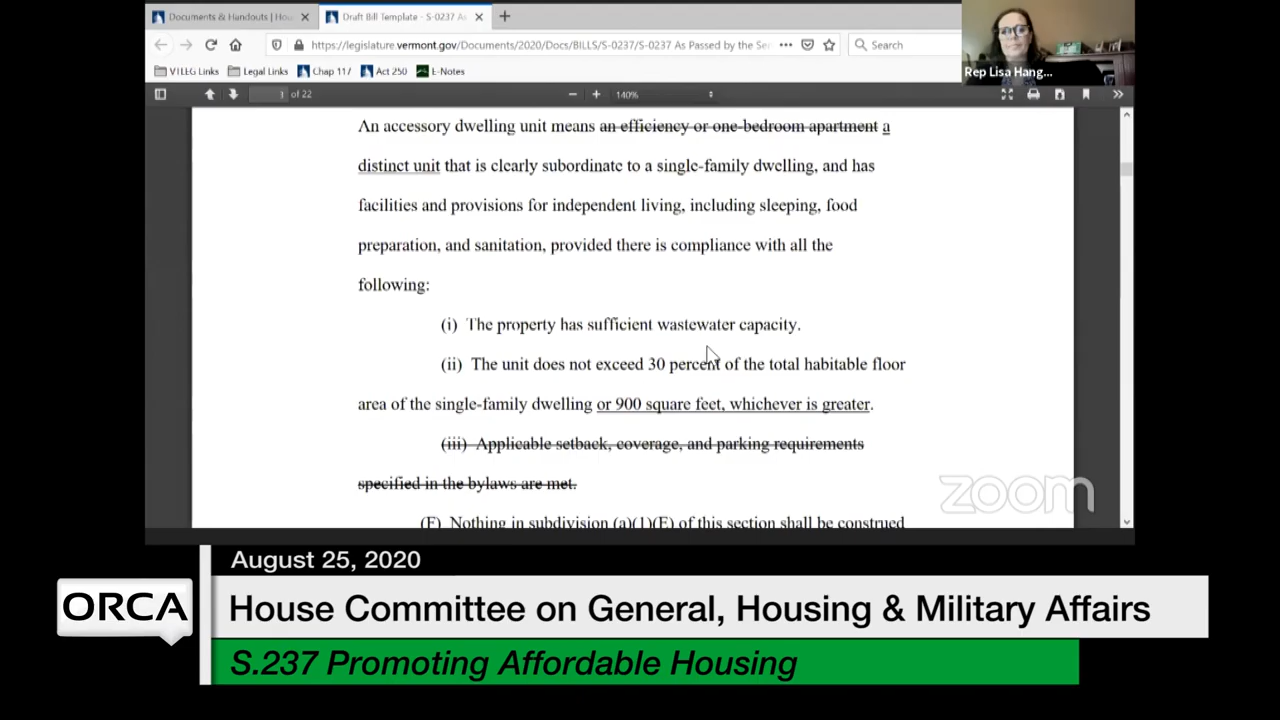 Documents & Handouts | Hou
Draft Bill Template - S-0237 As
https://legislature.vermont.gov/Documents/2020/Docs/BILLS/S-0237/S-0237 As Passed by the Se
Search
VTLEG Links Legal Links Chap 117 Act 250 E-Notes
Rep Lisa Hang...
of 22
140%
An accessory dwelling unit means an efficiency or one-bedroom apartment a
distinct unit that is clearly subordinate to a single-family dwelling, and has
facilities and provisions for independent living, including sleeping, food
preparation, and sanitation, provided there is compliance with all the
following:
(i) The property has sufficient wastewater capacity.
(ii) The unit does not exceed 30 percent of the total habitable floor
area of the single-family dwelling or 900 square feet, whichever is greater.
(iii) Applicable setback, coverage, and parking requirements
specified in the bylaws are met.
(F) Nothing in subdivision (a)(1)(E) of this section shall be construed
zoom
August 25, 2020
ORCA
House Committee on General, Housing & Military Affairs
S.237 Promoting Affordable Housing